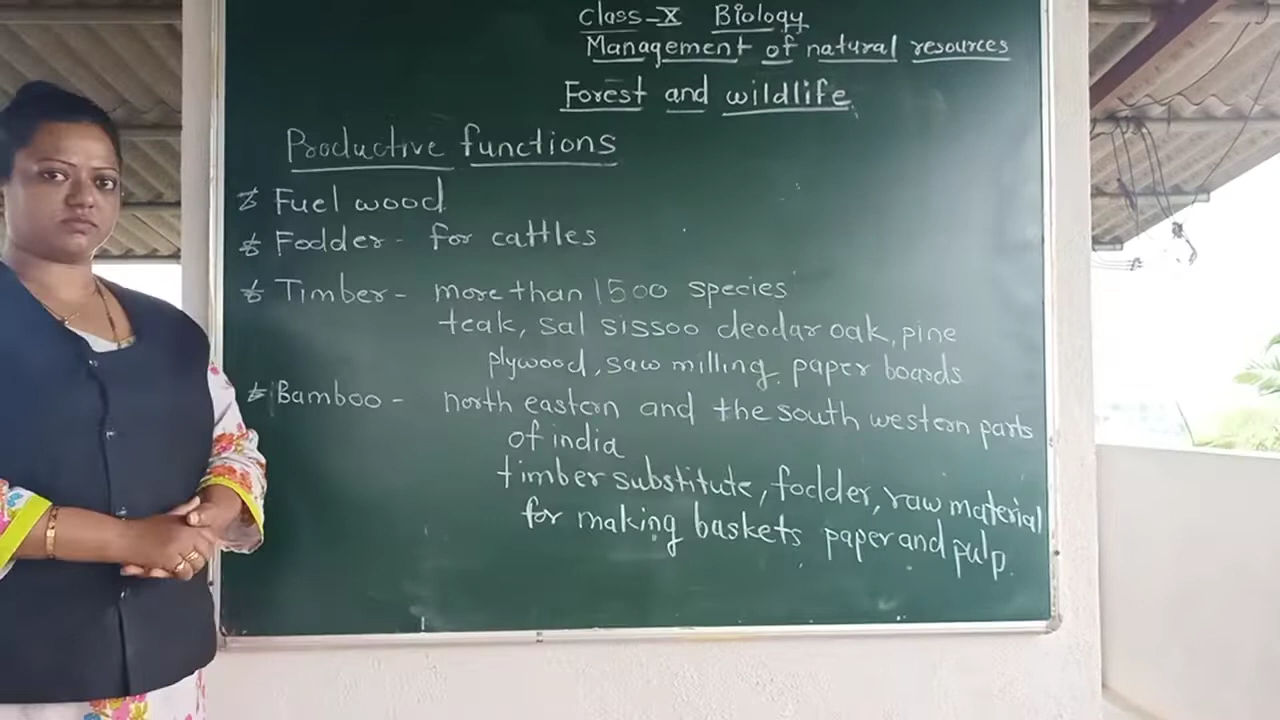 Class-X Biology
Management of natural resources
Forest and wildlife
Productive functions
* Fuel wood
* Fodder - for cattles
* Timber - more than 1500 species
teak, sal sissoo deodar oak, pine
plywood, saw milling. paper boards
* Bamboo - north eastern and the south western parts
of india
timber substitute, fodder, raw material
for making baskets paper and pulp.